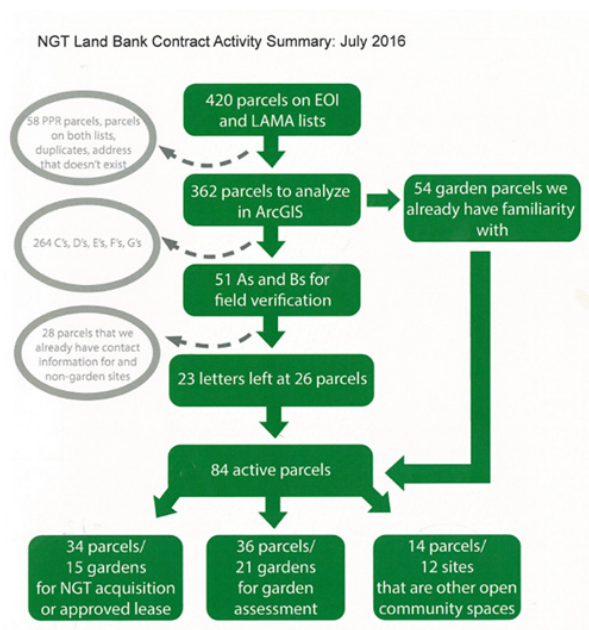 NGT Land Bank Contract Activity Summary: July 2016
420 parcels on EOI
and LAMA lists
58 PPR parcels, parcels
on both lists,
duplicates, address
that doesn't exist
362 parcels to analyze
in ArcGIS
54 garden parcels we
already have familiarity
with
264 C's, D's, E's, F's, G's
51 As and Bs for
field verification
28 parcels that we
already have contact
information for and
non-garden sites
23 letters left at 26 parcels
84 active parcels
34 parcels/
15 gardens
for NGT acquisition
or approved lease
36 parcels/
21 gardens
for garden
assessment
14 parcels/
12 sites
that are other open
community spaces